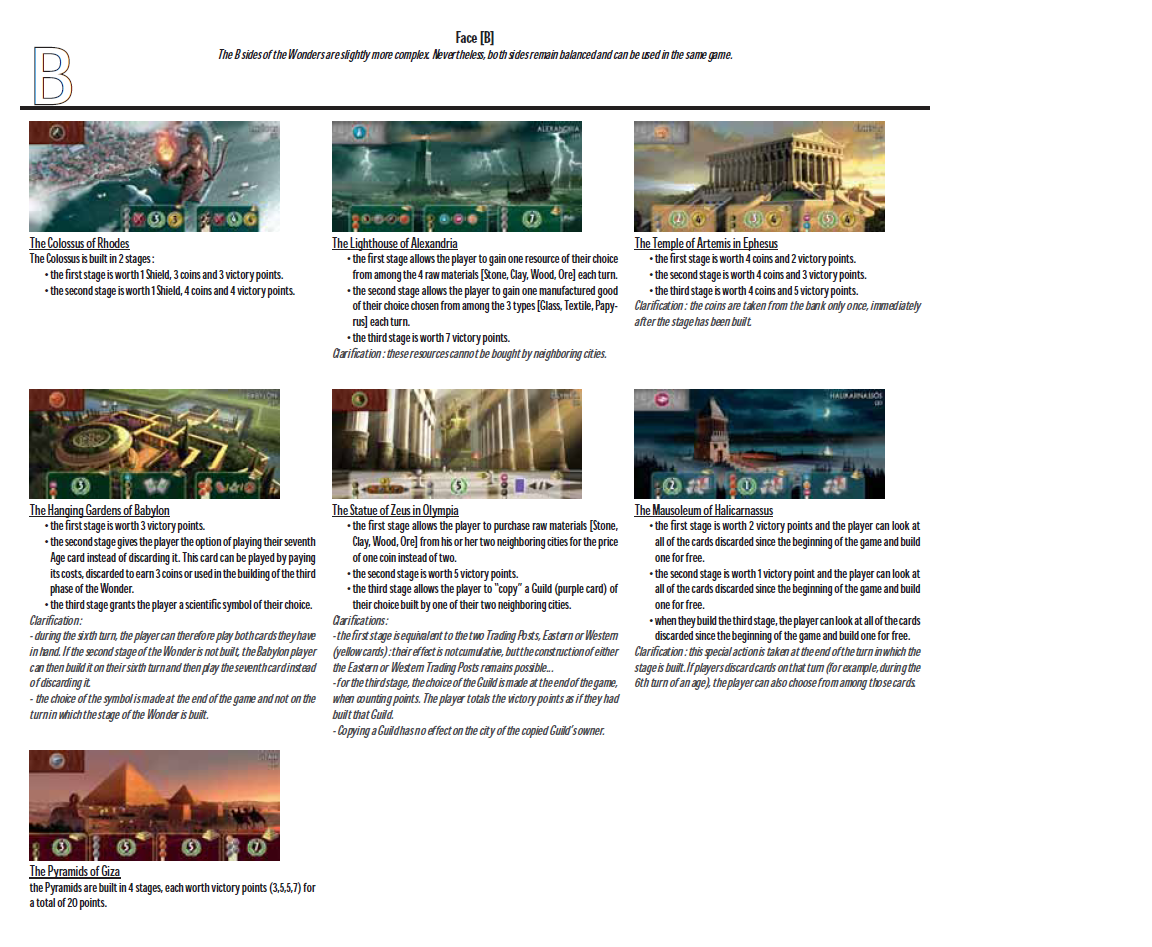 Face [B]
The B sides of the Wonders are slightly more complex. Nevertheless, both sides remain balanced and can be used in the same game.
B
ALEXANDRIA
7
2 4
3 4
5 4
The Colossus of Rhodes
The Colossus is built in 2 stages :
• the first stage is worth 1 Shield, 3 coins and 3 victory points.
• the second stage is worth 1 Shield, 4 coins and 4 victory points.
The Lighthouse of Alexandria
• the first stage allows the player to gain one resource of their choice
from among the 4 raw materials [Stone, Clay, Wood, Ore] each turn.
• the second stage allows the player to gain one manufactured good
of their choice chosen from among the 3 types [Glass, Textile, Papy-
rus] each turn.
• the third stage is worth 7 victory points.
Clarification : these resources cannot be bought by neighboring cities.
The Temple of Artemis in Ephesus
• the first stage is worth 4 coins and 2 victory points.
• the second stage is worth 4 coins and 3 victory points.
• the third stage is worth 4 coins and 5 victory points.
Clarification : the coins are taken from the bank only once, immediately
after the stage has been built.
BABYLON
3
5
HALIKARNASSOS
2
1
The Hanging Gardens of Babylon
• the first stage is worth 3 victory points.
• the second stage gives the player the option of playing their seventh
Age card instead of discarding it. This card can be played by paying
its costs, discarded to earn 3 coins or used in the building of the third
phase of the Wonder.
• the third stage grants the player a scientific symbol of their choice.
Clarification :
- during the sixth turn, the player can therefore play both cards they have
in hand. If the second stage of the Wonder is not built, the Babylon player
can then build it on their sixth turn and then play the seventh card instead
of discarding it.
- the choice of the symbol is made at the end of the game and not on the
turn in which the stage of the Wonder is built.
The Statue of Zeus in Olympia
• the first stage allows the player to purchase raw materials [Stone,
Clay, Wood, Ore] from his or her two neighboring cities for the price
of one coin instead of two.
• the second stage is worth 5 victory points.
• the third stage allows the player to "copy" a Guild (purple card) of
their choice built by one of their two neighboring cities.
Clarifications:
- the first stage is equivalent to the two Trading Posts, Eastern or Western
(yellow cards) : their effect is not cumulative, but the construction of either
the Eastern or Western Trading Posts remains possible...
- for the third stage, the choice of the Guild is made at the end of the game,
when counting points. The player totals the victory points as if they had
built that Guild.
- Copying a Guild has no effect on the city of the copied Guild's owner.
The Mausoleum of Halicarnassus
• the first stage is worth 2 victory points and the player can look at
all of the cards discarded since the beginning of the game and build
one for free.
• the second stage is worth 1 victory point and the player can look at
all of the cards discarded since the beginning of the game and build
one for free.
• when they build the third stage, the player can look at all of the cards
discarded since the beginning of the game and build one for free.
Clarification : this special action is taken at the end of the turn in which the
stage is built. If players discard cards on that turn (for example, during the
6th turn of an age), the player can also choose from among those cards.
3 5 5 7
The Pyramids of Giza
the Pyramids are built in 4 stages, each worth victory points (3,5,5,7) for
a total of 20 points.